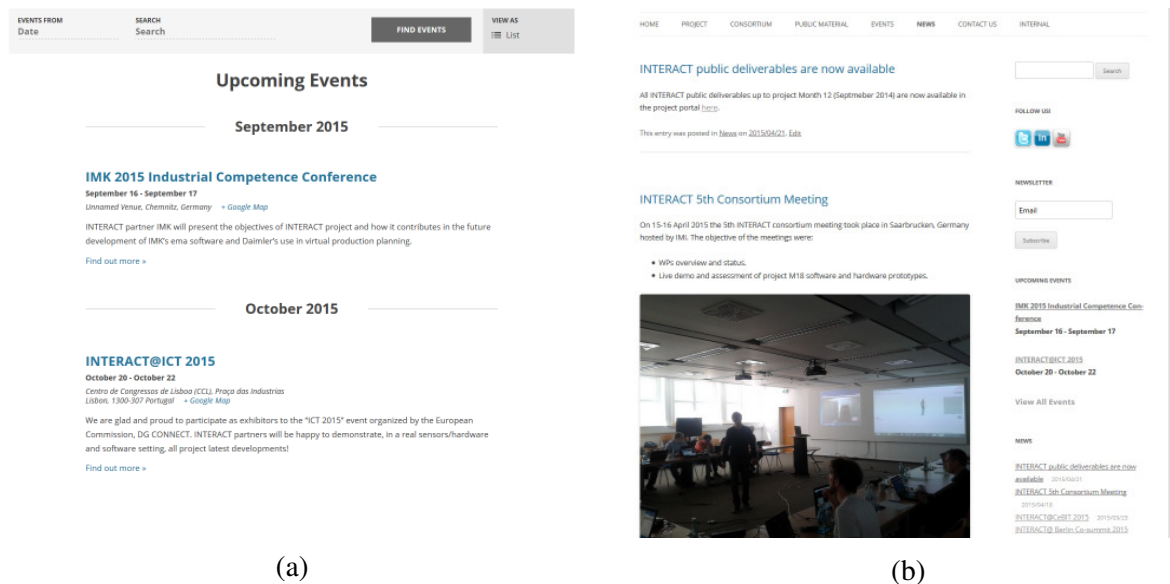 EVENTS FROM
Date
SEARCH
Search
FIND EVENTS
VIEW AS
List
Upcoming Events
September 2015
IMK 2015 Industrial Competence Conference
September 16 - September 17
Unnamed Venue, Chemnitz, Germany + Google Map
INTERACT partner IMK will present the objectives of INTERACT project and how it contributes in the future
development of IMK's ema software and Daimler's use in virtual production planning.
Find out more »
October 2015
INTERACT@ICT 2015
October 20 - October 22
Centro de Congressos de Lisboa (CCL), Praça das Industrias
Lisbon, 1300-307 Portugal + Google Map
We are glad and proud to participate as exhibitors to the "ICT 2015" event organized by the European
Commission, DG CONNECT. INTERACT partners will be happy to demonstrate, in a real sensors/hardware
and software setting, all project latest developments!
Find out more »
(a)
HOME PROJECT CONSORTIUM PUBLIC MATERIAL EVENTS NEWS CONTACT US INTERNAL
INTERACT public deliverables are now available
All INTERACT public deliverables up to project Month 12 (Septmeber 2014) are now available in
the project portal here.
This entry was posted in News on 2015/04/21. Edit
INTERACT 5th Consortium Meeting
On 15-16 April 2015 the 5th INTERACT consortium meeting took place in Saarbrucken, Germany
hosted by IMI. The objective of the meetings were:
• WPs overview and status.
• Live demo and assessment of project M18 software and hardware prototypes.
Search
FOLLOW US!
in
You
NEWSLETTER
Email
Subscribe
UPCOMING EVENTS
IMK 2015 Industrial Competence Con-
ference
September 16 - September 17
INTERACT@ICT 2015
October 20 - October 22
View All Events
NEWS
INTERACT public deliverables are now
available 2015/04/21
INTERACT 5th Consortium Meeting
2015/04/18
INTERACT@CeBIT 2015 2015/03/23
INTERACT@ Berlin Co-summit 2015
(b)